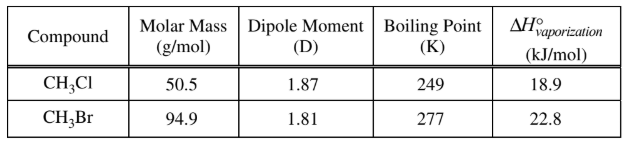 Compound | Molar Mass (g/mol) | Dipole Moment (D) | Boiling Point (K) | ΔH°vaporization (kJ/mol)
CH₃Cl | 50.5 | 1.87 | 249 | 18.9
CH₃Br | 94.9 | 1.81 | 277 | 22.8